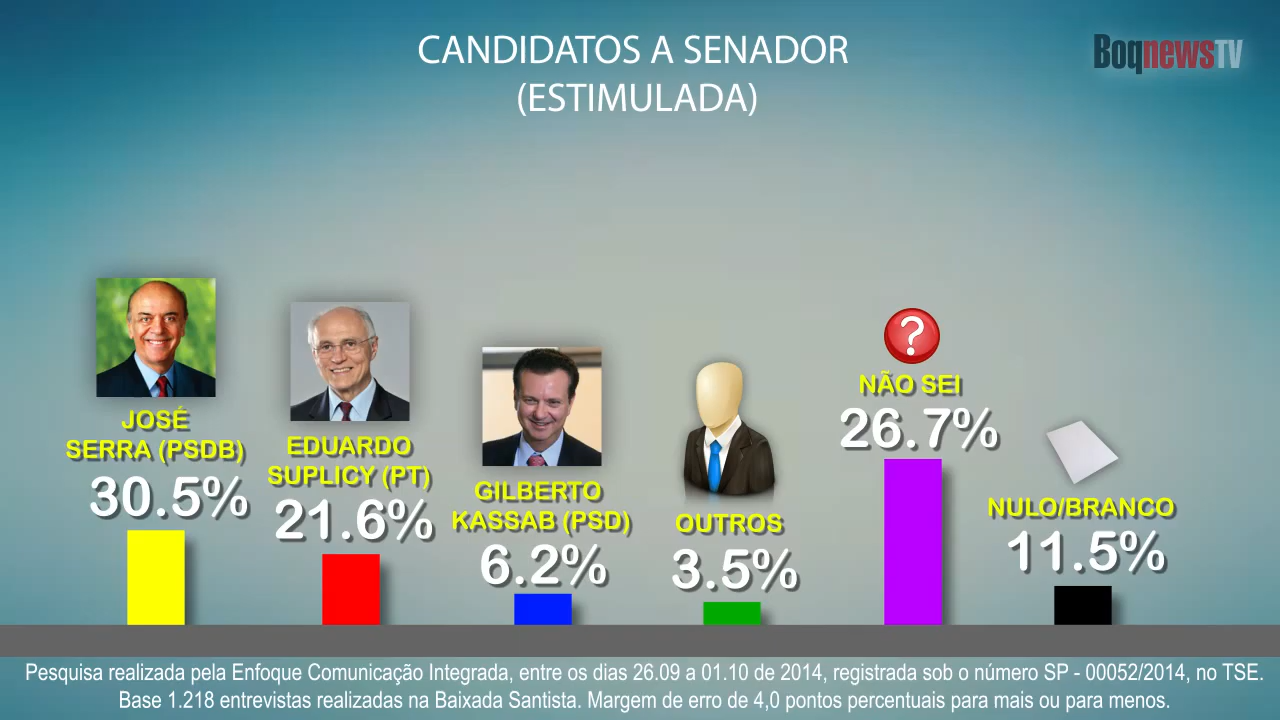 CANDIDATOS A SENADOR
(ESTIMULADA)
BoqnewsTV
JOSÉ
SERRA (PSDB)
30.5%
EDUARDO
SUPLICY (PT)
21.6%
GILBERTO
KASSAB (PSD)
6.2%
OUTROS
3.5%
?
NÃO SEI
26.7%
NULO/BRANCO
11.5%
Pesquisa realizada pela Enfoque Comunicação Integrada, entre os dias 26.09 a 01.10 de 2014, registrada sob o número SP - 00052/2014, no TSE.
Base 1.218 entrevistas realizadas na Baixada Santista. Margem de erro de 4,0 pontos percentuais para mais ou para menos.